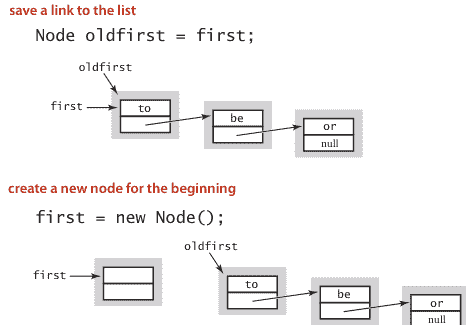 save a link to the list
Node oldfirst = first;
oldfirst
first
to
be
or
null
create a new node for the beginning
first = new Node();
oldfirst
first
to
be
or
null